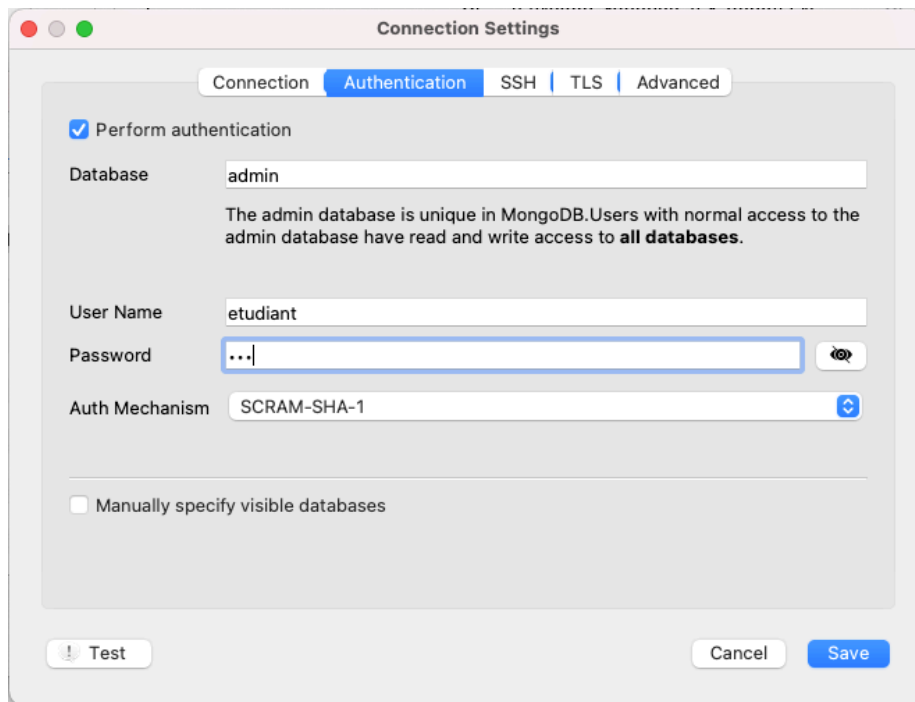 Connection Settings
Connection Authentication SSH TLS Advanced
Perform authentication
Database admin
The admin database is unique in MongoDB.Users with normal access to the
admin database have read and write access to all databases.
User Name etudiant
Password •••
Auth Mechanism SCRAM-SHA-1
Manually specify visible databases
Test Cancel Save